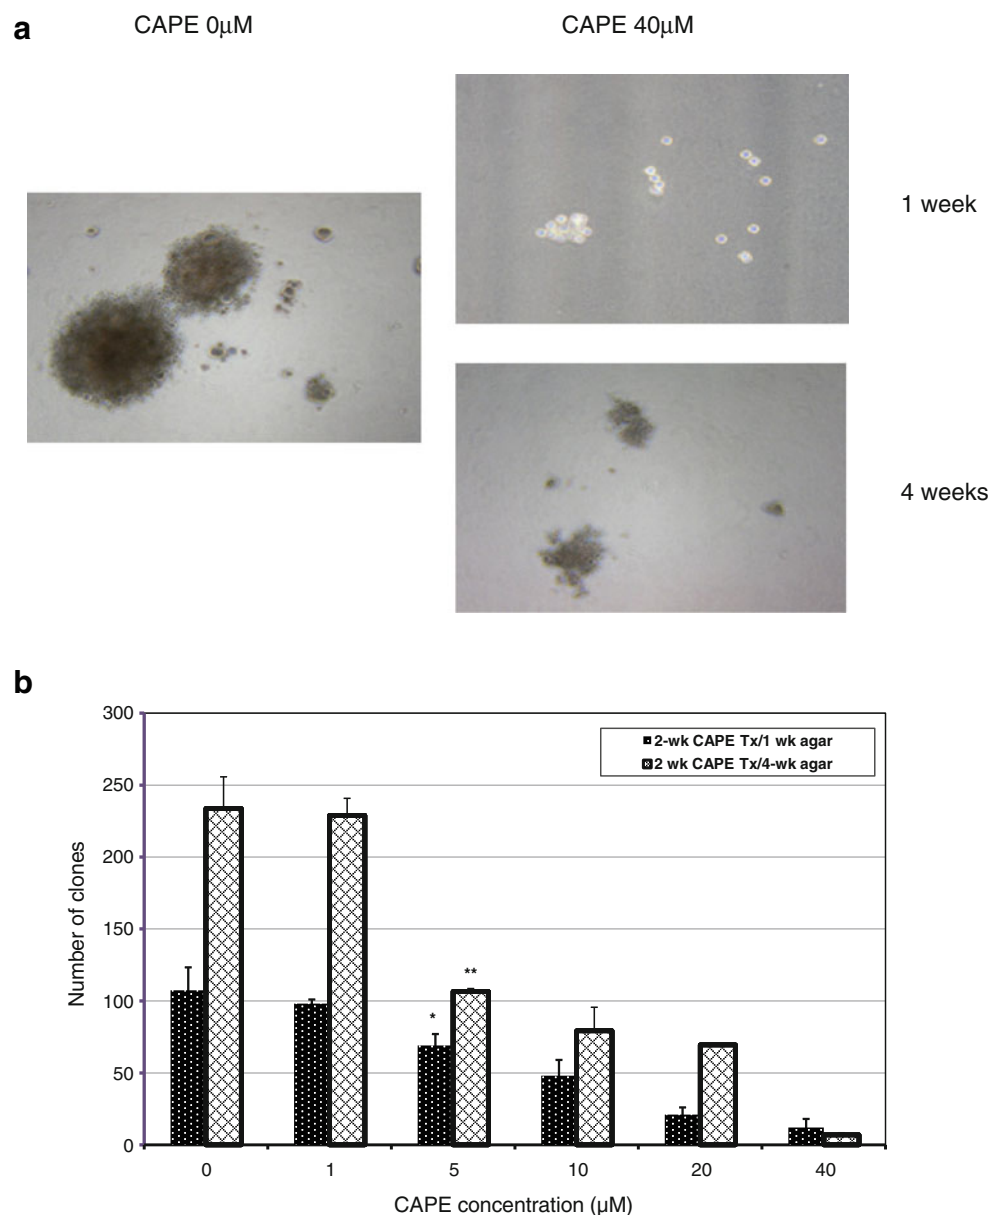 a
CAPE 0µM
CAPE 40µM
1 week
4 weeks
b
300
250
200
150
100
50
0
Number of clones
2-wk CAPE Tx/1 wk agar
2 wk CAPE Tx/4-wk agar
*
**
0 1 5 10 20 40
CAPE concentration (µM)